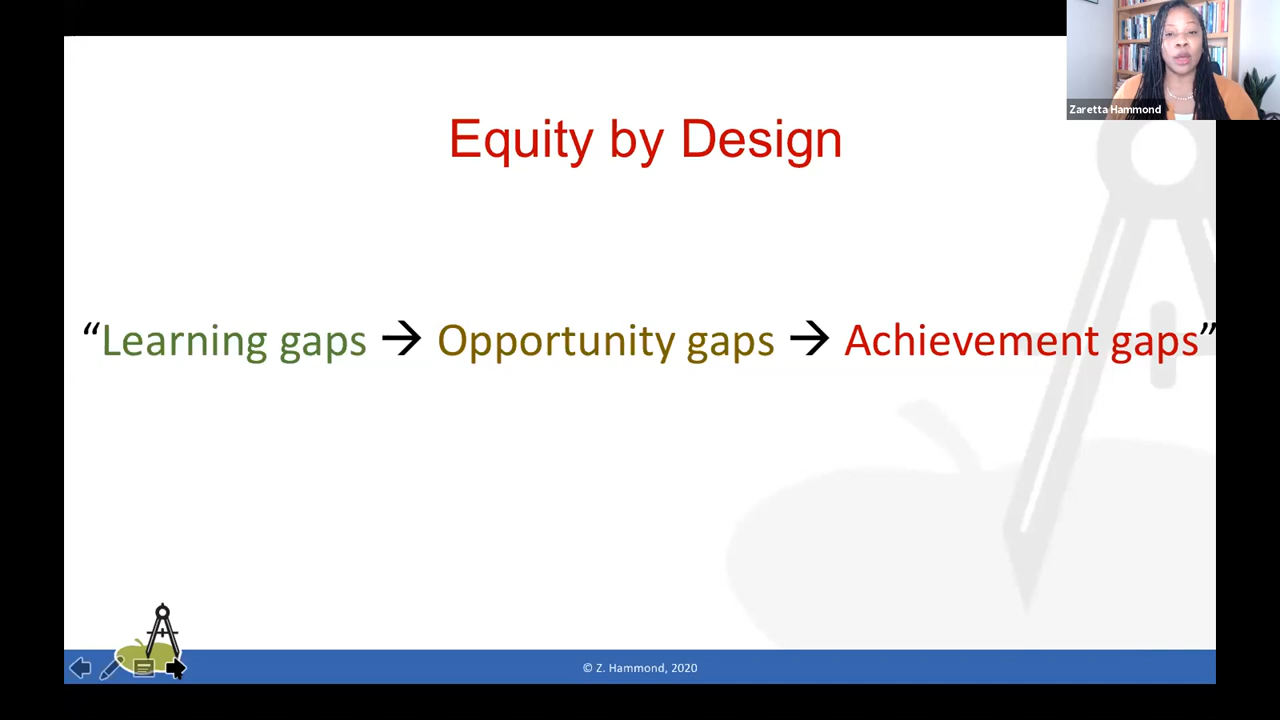 Zaretta Hammond
Equity by Design
“Learning gaps → Opportunity gaps → Achievement gaps”
© Z. Hammond, 2020